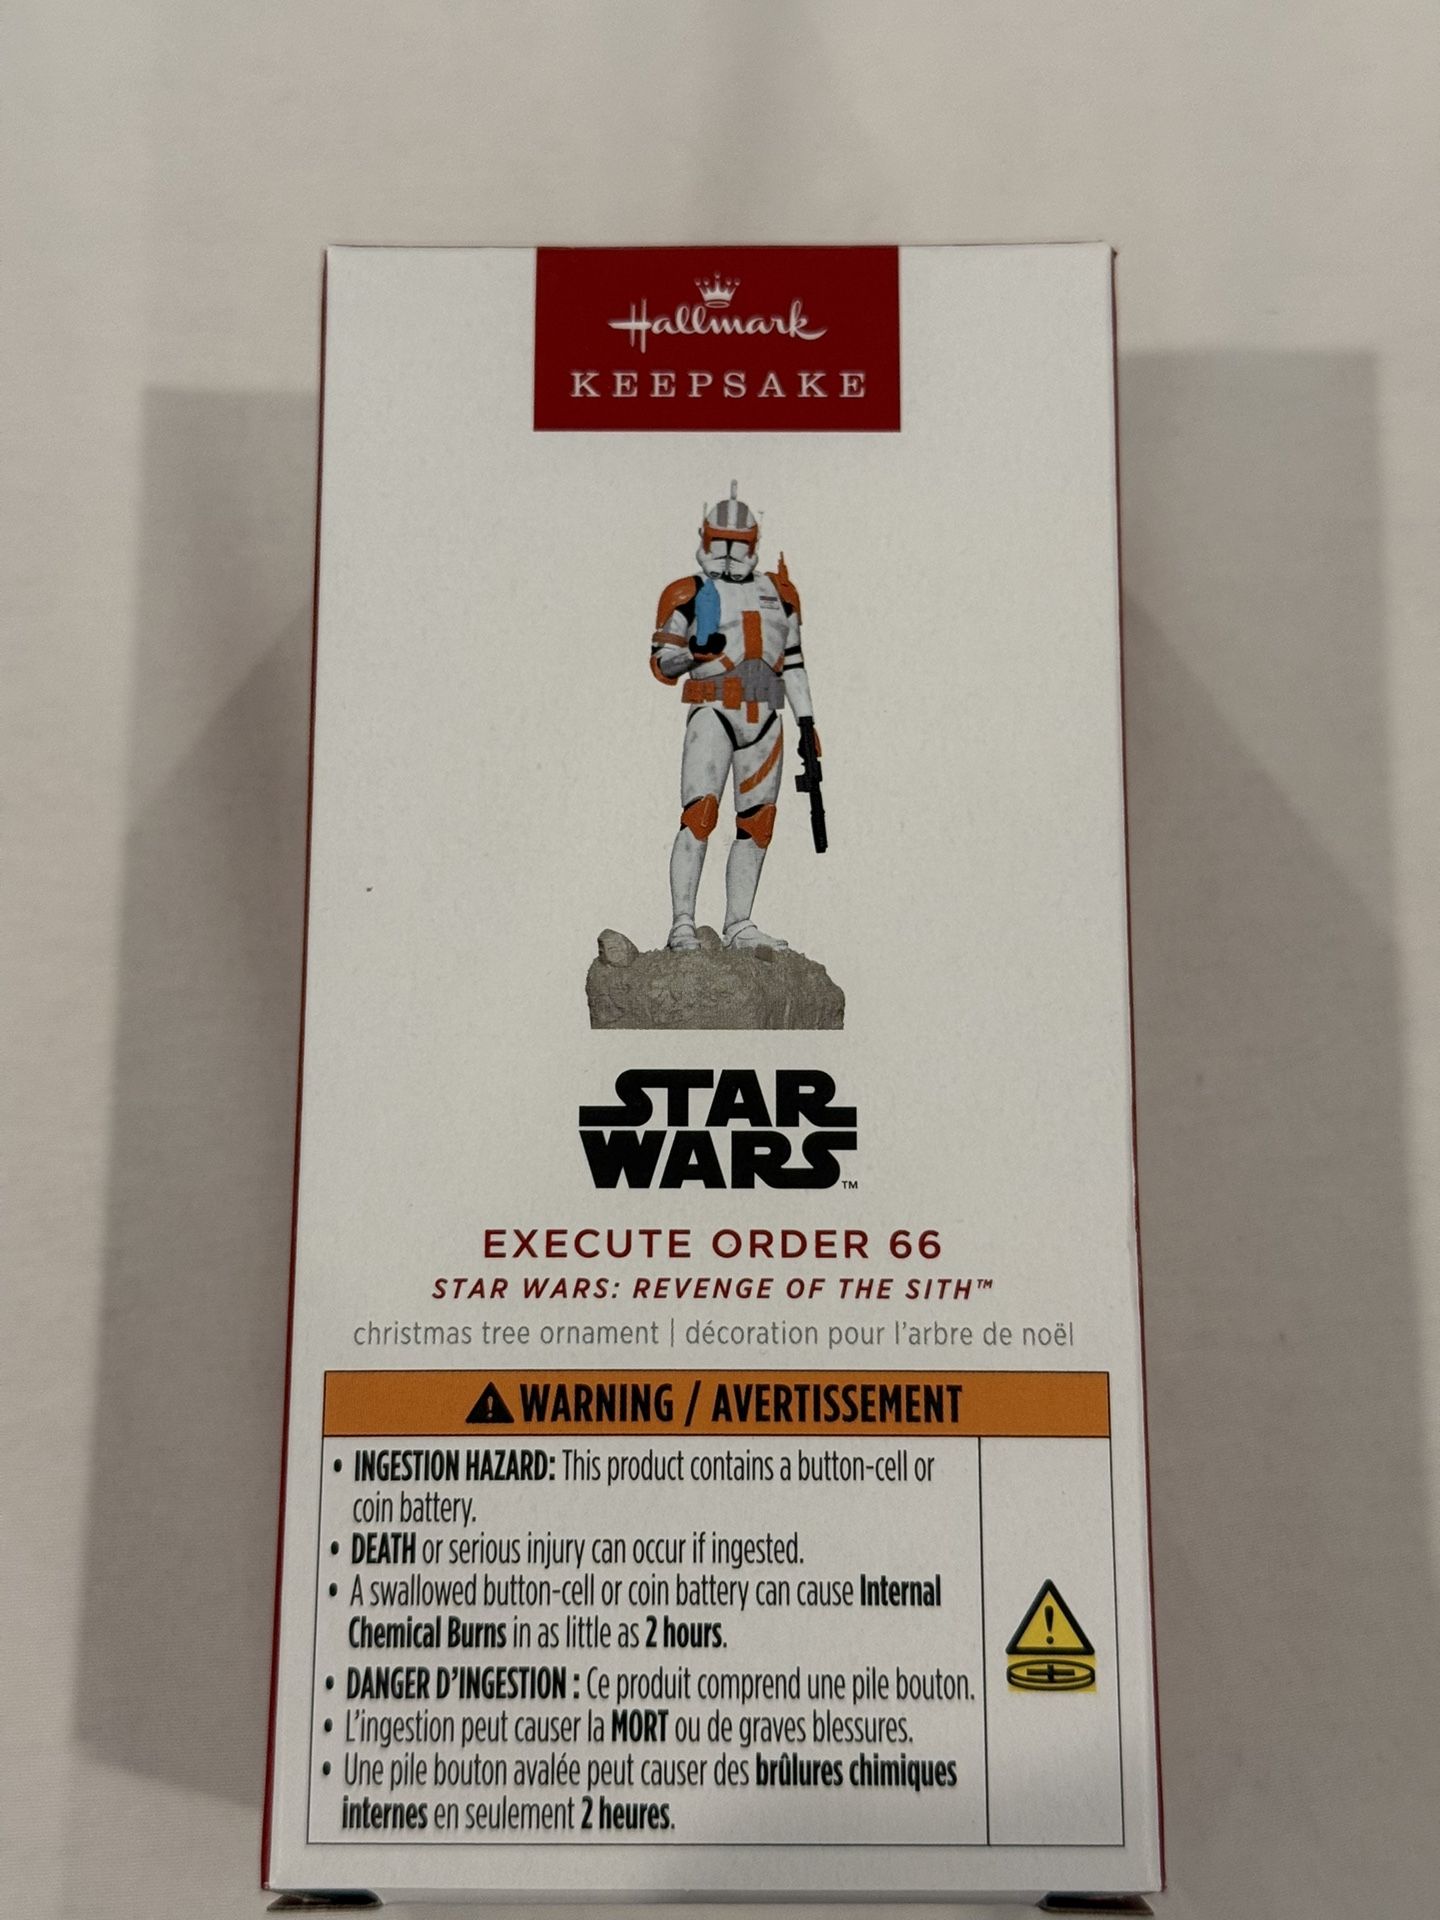 Hallmark
KEEPSAKE
STAR
WARS™
EXECUTE ORDER 66
STAR WARS: REVENGE OF THE SITH™
christmas tree ornament | décoration pour l'arbre de noël
WARNING / AVERTISSEMENT
• INGESTION HAZARD: This product contains a button-cell or
coin battery.
• DEATH or serious injury can occur if ingested.
• A swallowed button-cell or coin battery can cause Internal
Chemical Burns in as little as 2 hours.
• DANGER D'INGESTION : Ce produit comprend une pile bouton.
• L'ingestion peut causer la MORT ou de graves blessures.
• Une pile bouton avalée peut causer des brûlures chimiques
internes en seulement 2 heures.